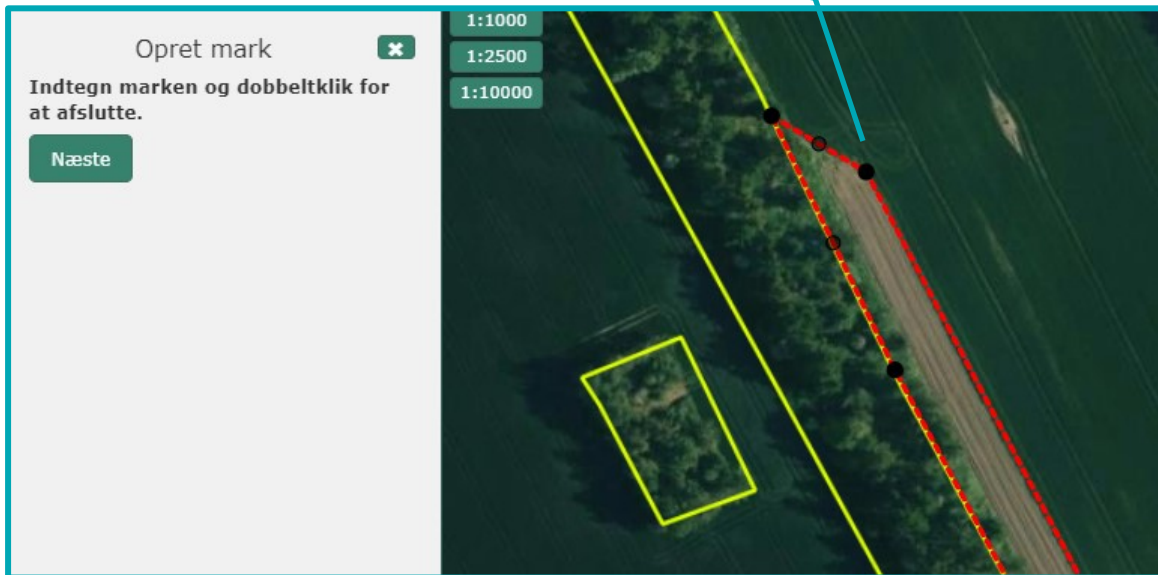 Opret mark
Indtegn marken og dobbeltklik for
at afslutte.
Næste
1:1000
1:2500
1:10000